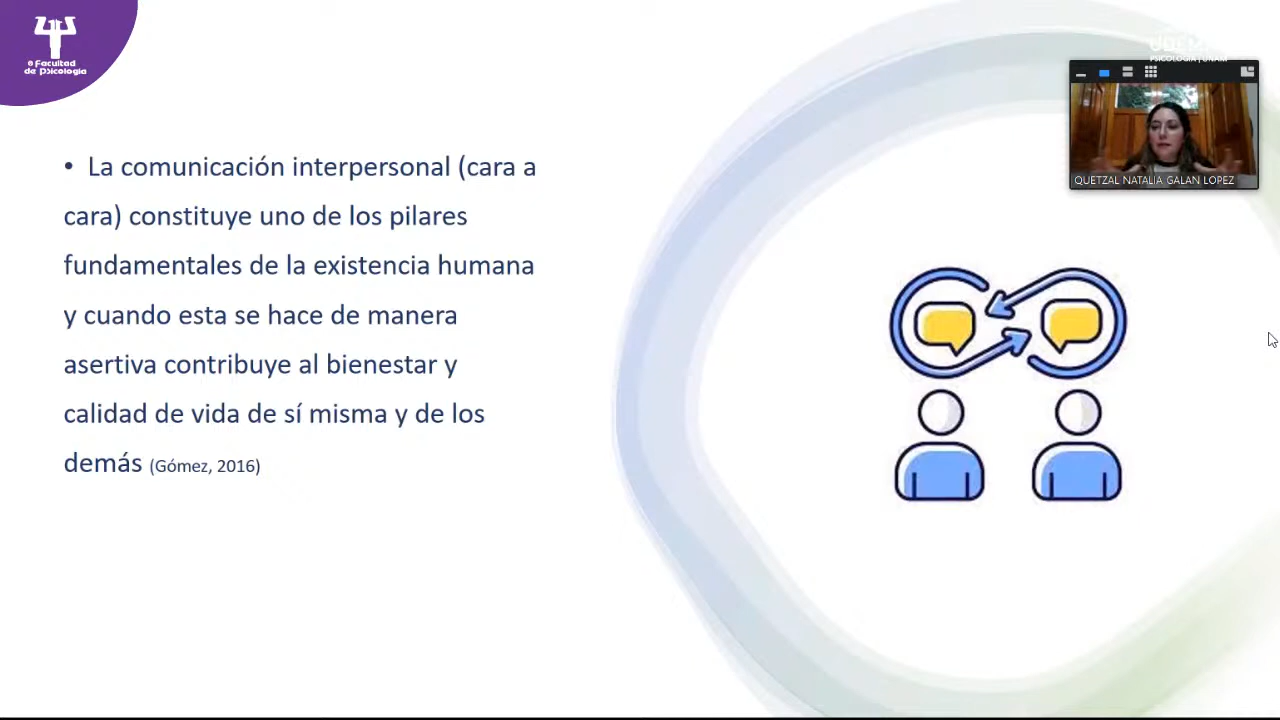 Facultad
de Psicología
PSICOLOGÍA | UNAM
QUETZAL NATALIA GALAN LOPEZ
• La comunicación interpersonal (cara a
cara) constituye uno de los pilares
fundamentales de la existencia humana
y cuando esta se hace de manera
asertiva contribuye al bienestar y
calidad de vida de sí misma y de los
demás (Gómez, 2016)